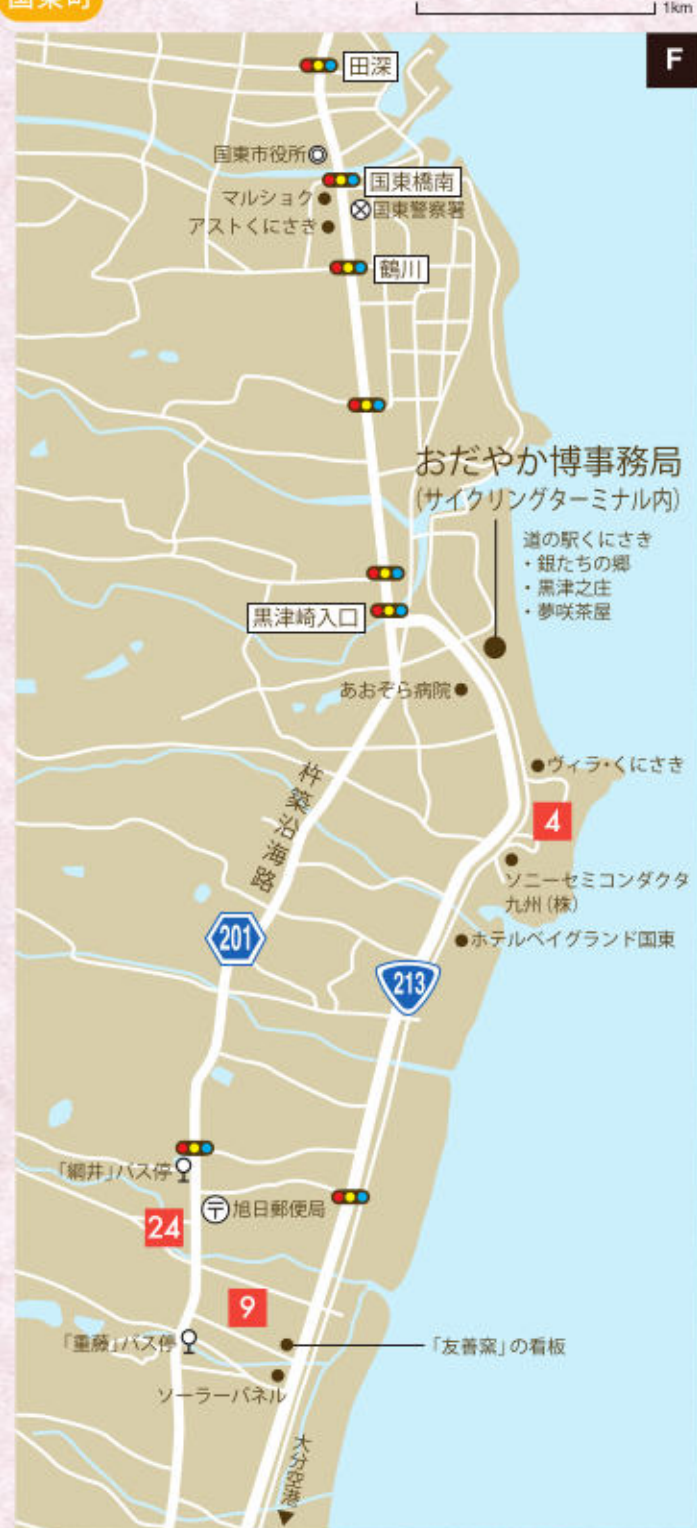 国東町
1km
F
田深
国東市役所
国東橋南
マルショク
国東警察署
アストくにさき
鶴川
おだやか博事務局
(サイクリングターミナル内)
道の駅くにさき
・銀たちの郷
・黒津之庄
・夢咲茶屋
黒津崎入口
あおぞら病院
ヴィラ・くにさき
杵築沿海路
4
ソニーセミコンダクタ
九州(株)
201
ホテルベイグランド国東
213
「綱井」バス停
旭日郵便局
24
9
「重藤」バス停
「友善窯」の看板
ソーラーパネル
大分空港